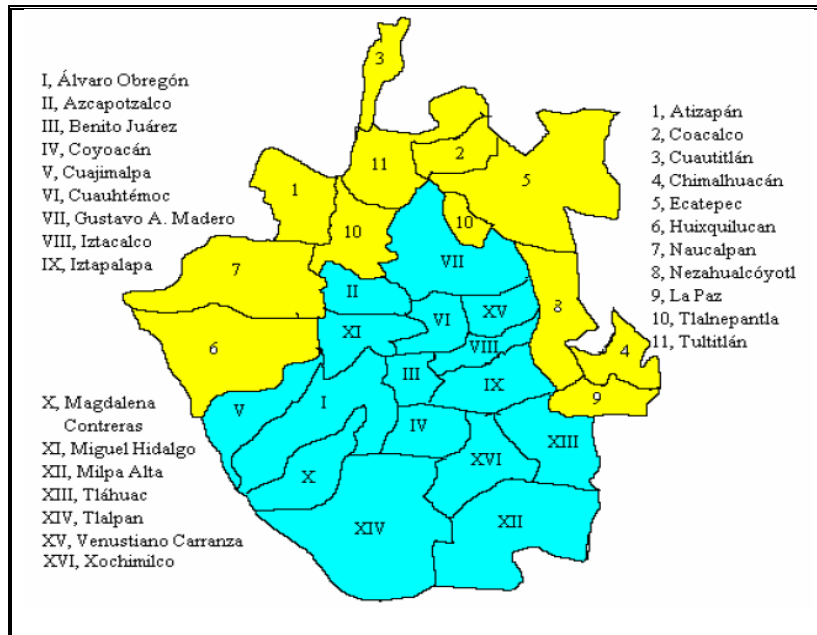 I, Álvaro Obregón
II, Azcapotzalco
III, Benito Juárez
IV, Coyoacán
V, Cuajimalpa
VI, Cuauhtémoc
VII, Gustavo A. Madero
VIII, Iztacalco
IX, Iztapalapa
X, Magdalena
Contreras
XI, Miguel Hidalgo
XII, Milpa Alta
XIII, Tláhuac
XIV, Tlalpan
XV, Venustiano Carranza
XVI, Xochimilco
1, Atizapán
2, Coacalco
3, Cuautitlán
4, Chimalhuacán
5, Ecatepec
6, Huixquilucan
7, Naucalpan
8, Nezahualcóyotl
9, La Paz
10, Tlalnepantla
11, Tultitlán
3
11
2
1
5
10
10
VII
7
II
8
VI
XV
XI
VIII
6
4
III
IX
9
I
V
IV
XIII
XVI
X
XIV
XII